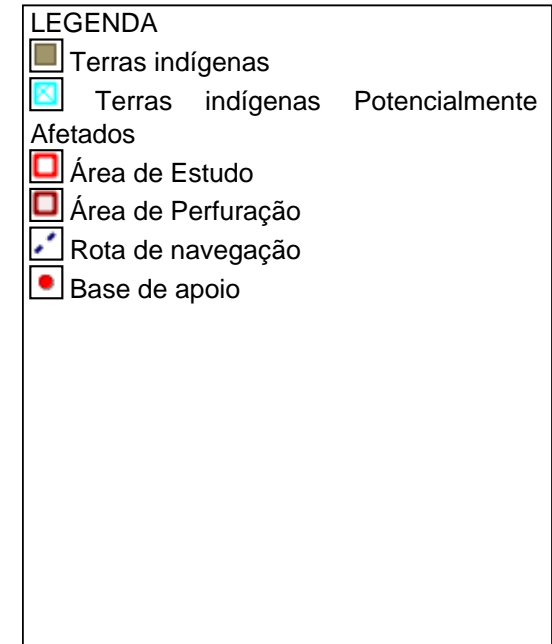 LEGENDA
Terras indígenas
Terras indígenas Potencialmente
Afetados
Área de Estudo
Área de Perfuração
Rota de navegação
Base de apoio